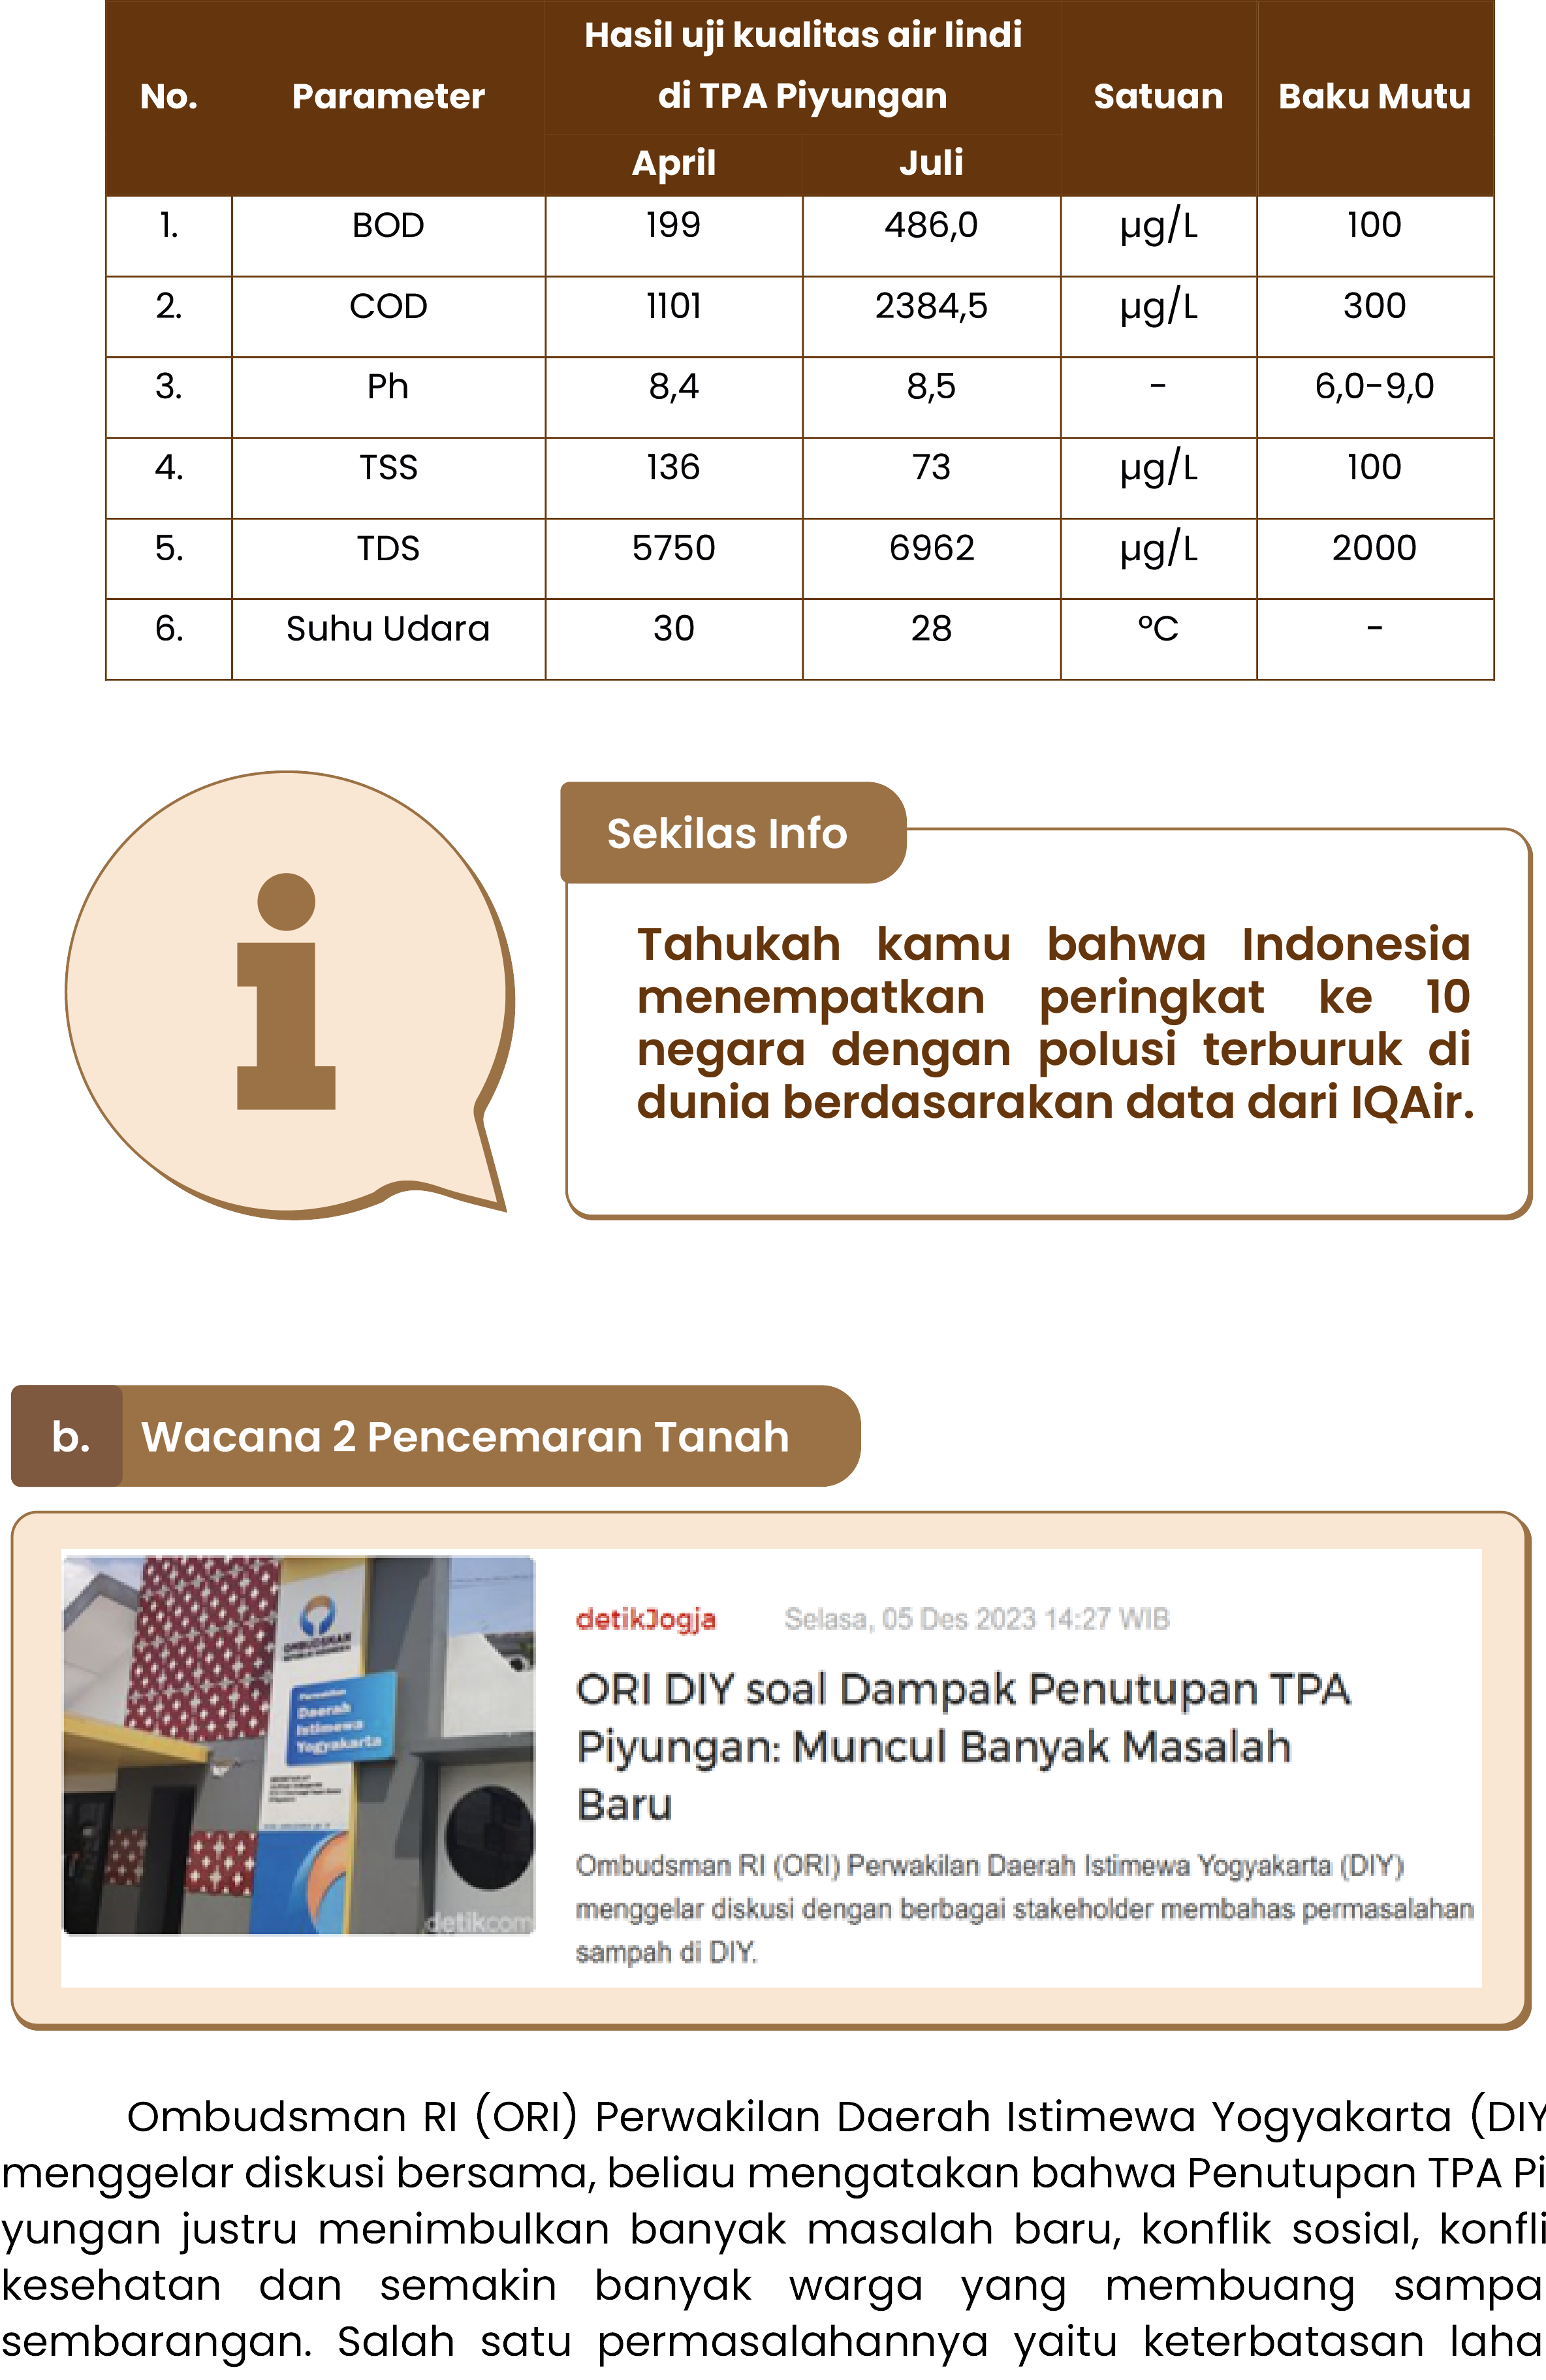 No. Parameter Hasil uji kualitas air lindi di TPA Piyungan Satuan Baku Mutu
April Juli
1. BOD 199 486,0 µg/L 100
2. COD 1101 2384,5 µg/L 300
3. Ph 8,4 8,5 - 6,0-9,0
4. TSS 136 73 µg/L 100
5. TDS 5750 6962 µg/L 2000
6. Suhu Udara 30 28 °C -
i
Sekilas Info
Tahukah kamu bahwa Indonesia
menempatkan peringkat ke 10
negara dengan polusi terburuk di
dunia berdasarakan data dari IQAir.
b. Wacana 2 Pencemaran Tanah
OMBUDSMAN
REPUBLIK INDONESIA
Perwakilan
Daerah
Istimewa
Yogyakarta
detikcom
detikJogja Selasa, 05 Des 2023 14:27 WIB
ORI DIY soal Dampak Penutupan TPA
Piyungan: Muncul Banyak Masalah
Baru
Ombudsman RI (ORI) Perwakilan Daerah Istimewa Yogyakarta (DIY)
menggelar diskusi dengan berbagai stakeholder membahas permasalahan
sampah di DIY.
Ombudsman RI (ORI) Perwakilan Daerah Istimewa Yogyakarta (DIY
menggelar diskusi bersama, beliau mengatakan bahwa Penutupan TPA Pi
yungan justru menimbulkan banyak masalah baru, konflik sosial, konfli
kesehatan dan semakin banyak warga yang membuang sampa
sembarangan. Salah satu permasalahannya yaitu keterbatasan laha